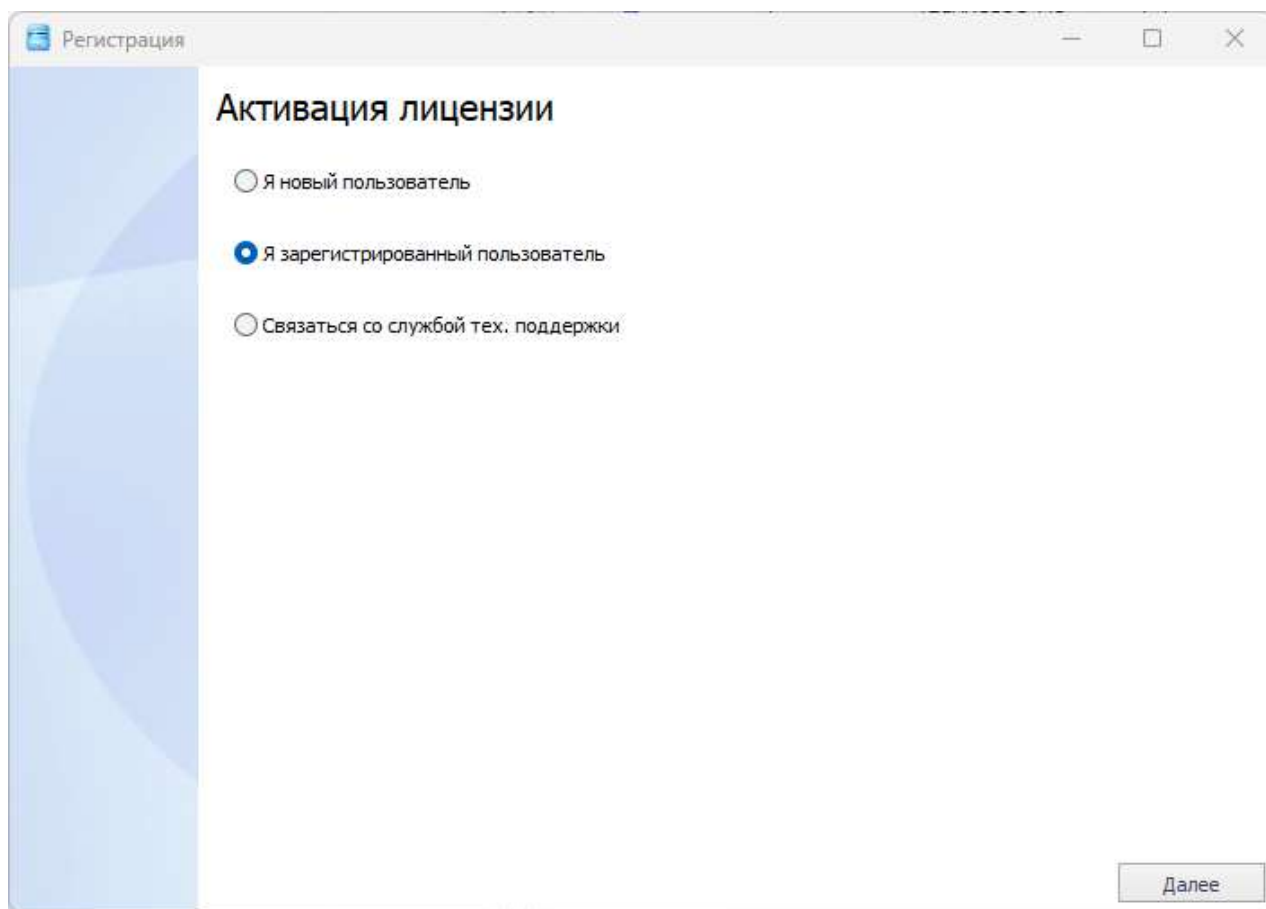 Регистрация
Активация лицензии
Я новый пользователь
Я зарегистрированный пользователь
Связаться со службой тех. поддержки
Далее